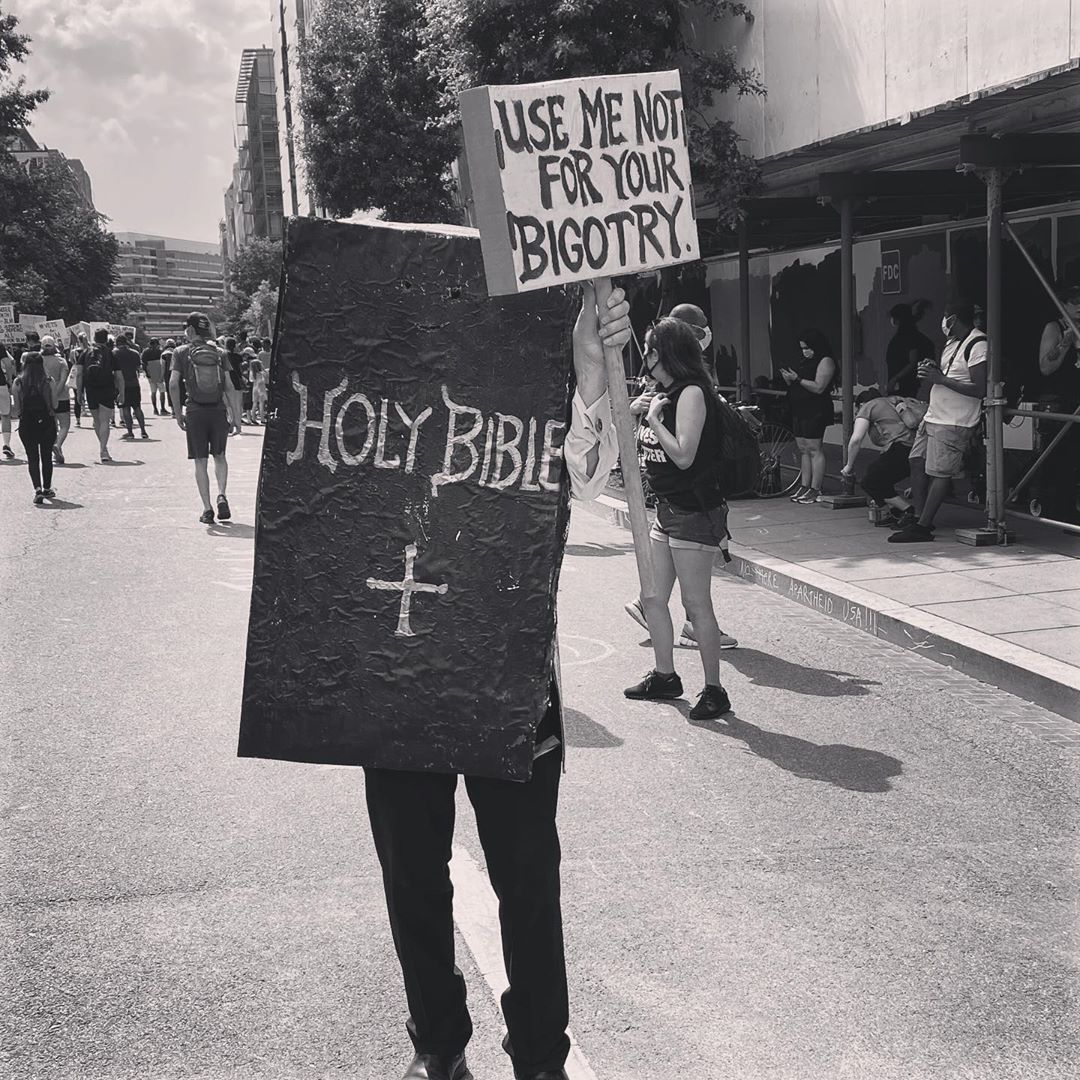 USE ME NOT
FOR YOUR
BIGOTRY.
HOLY BIBLE
FDC
APARTHEID USA!!!